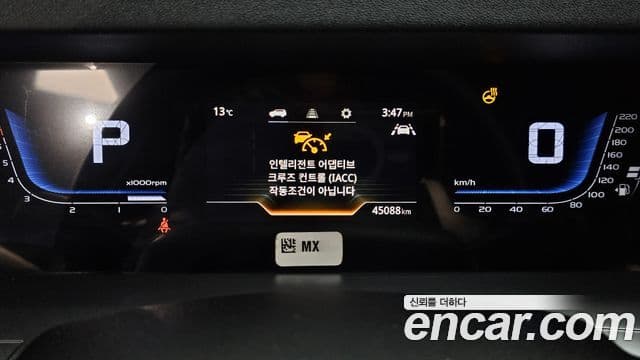 13℃
3:47PM
P
인텔리전트 어댑티브
크루즈 컨트롤 (IACC)
작동조건이 아닙니다
0
x1000rpm
4
3
2
1
0
45088km
km/h
0
20
40
60
80
100
120
160
200
220
MX
신뢰를 더하다
encar.com